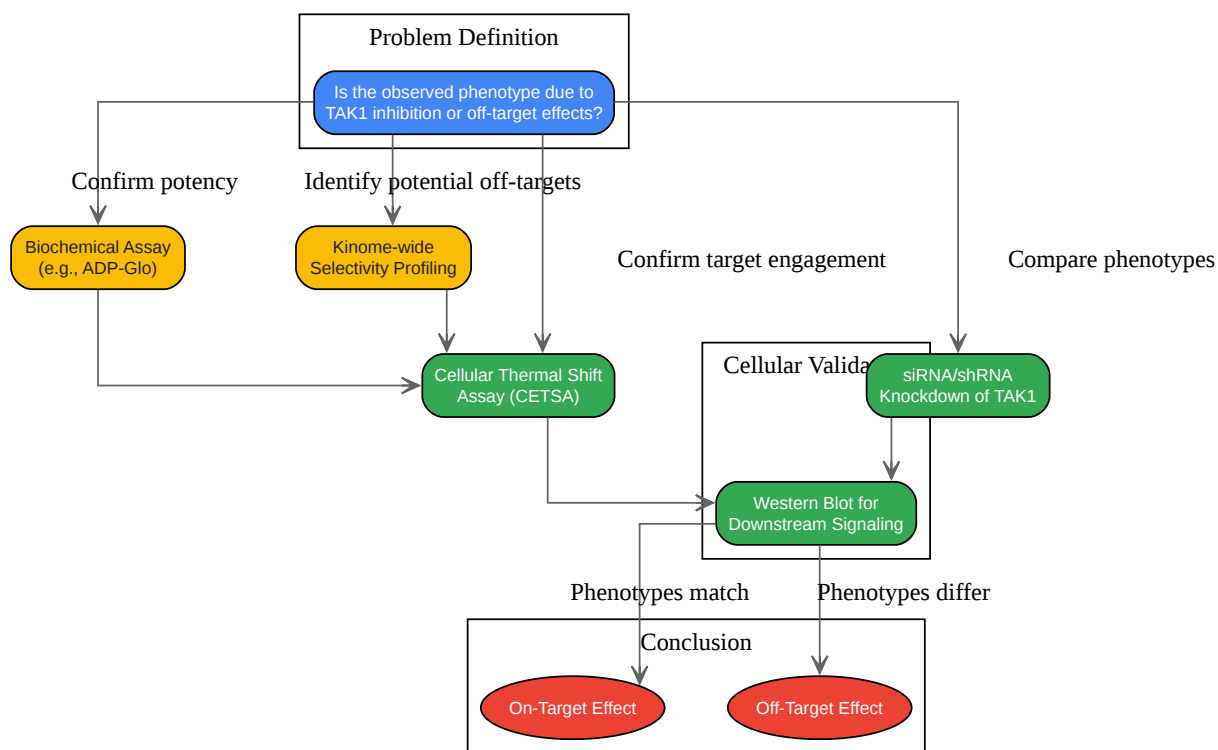 Problem Definition
Is the observed phenotype due to
TAK1 inhibition or off-target effects?
Confirm potency
Identify potential off-targets
Biochemical Assay
(e.g., ADP-Glo)
Kinome-wide
Selectivity Profiling
Confirm target engagement
Compare phenotypes
Cellular Thermal Shift
Assay (CETSA)
Cellular Valida
siRNA/shRNA
Knockdown of TAK1
Western Blot for
Downstream Signaling
Phenotypes match
Phenotypes differ
Conclusion
On-Target Effect
Off-Target Effect